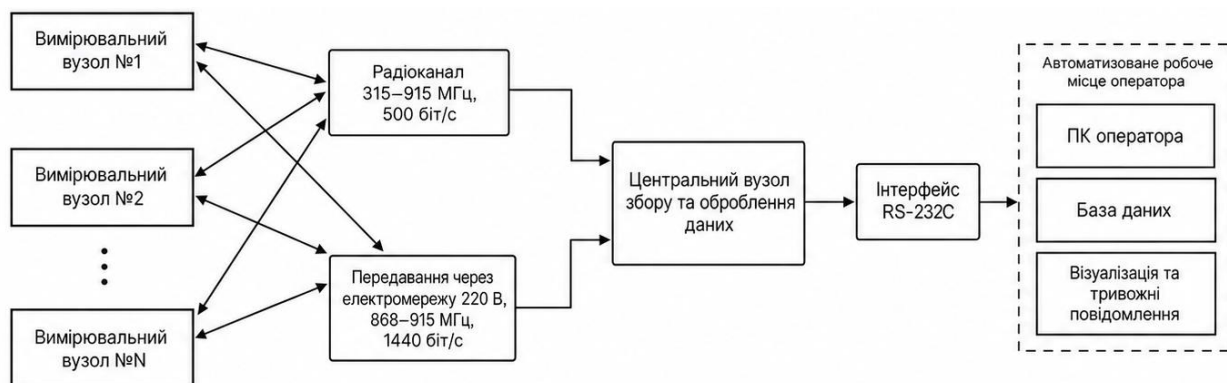 Вимірювальний
вузол №1
Вимірювальний
вузол №2
Вимірювальний
вузол №N
Радіоканал
315–915 МГц,
500 біт/с
Передавання через
електромережу 220 В,
868–915 МГц,
1440 біт/с
Центральний вузол
збору та оброблення
даних
Інтерфейс
RS-232C
Автоматизоване робоче
місце оператора
ПК оператора
База даних
Візуалізація та
тривожні
повідомлення